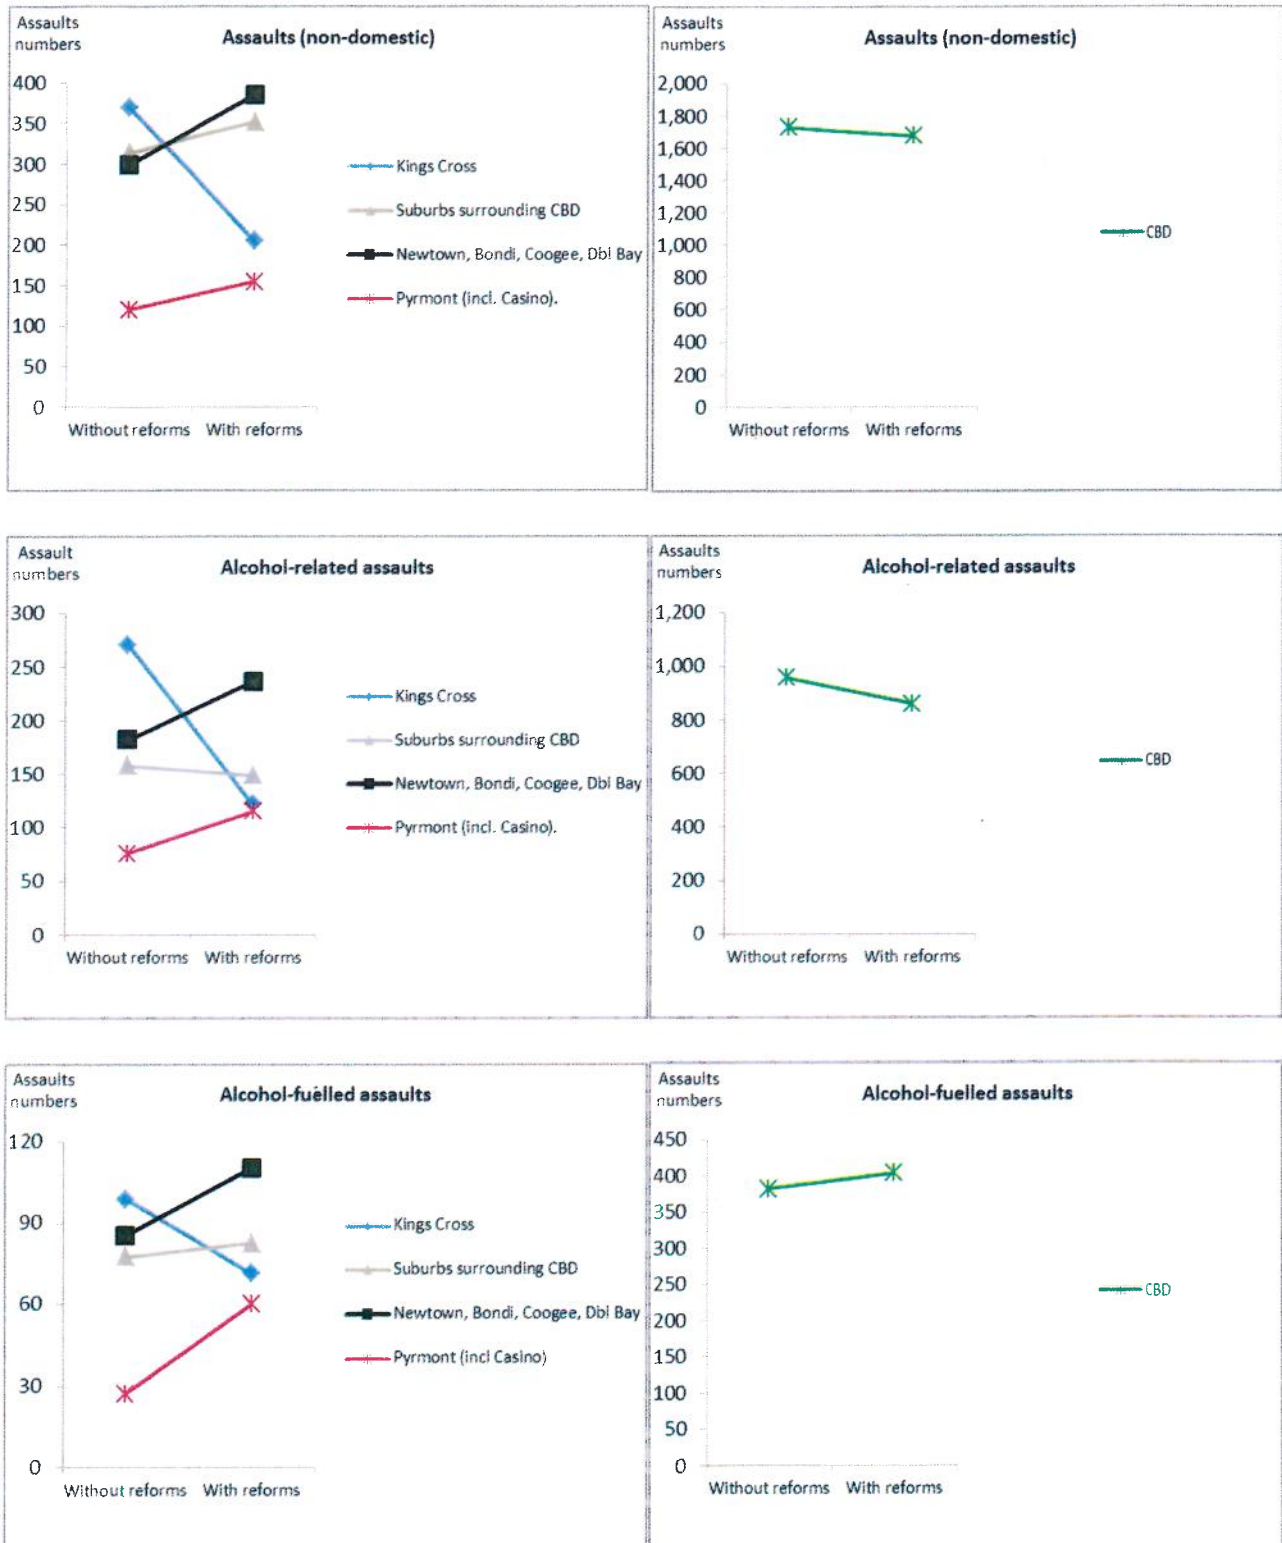 Assaults
numbers
Assaults (non-domestic)
400
350
300
250
200
150
100
50
0
Without reforms With reforms
Kings Cross
Suburbs surrounding CBD
Newtown, Bondi, Coogee, Dbl Bay
Pyrmont (incl. Casino).
Assaults
numbers
Assaults (non-domestic)
2,000
1,800
1,600
1,400
1,200
1,000
800
600
400
200
0
Without reforms With reforms
CBD
Assault
numbers
Alcohol-related assaults
300
250
200
150
100
50
0
Without reforms With reforms
Kings Cross
Suburbs surrounding CBD
Newtown, Bondi, Coogee, Dbl Bay
Pyrmont (incl. Casino).
Assaults
numbers
Alcohol-related assaults
1,200
1,000
800
600
400
200
0
Without reforms With reforms
CBD
Assaults
numbers
Alcohol-fuelled assaults
120
90
60
30
0
Without reforms With reforms
Kings Cross
Suburbs surrounding CBD
Newtown, Bondi, Coogee, Dbl Bay
Pyrmont (incl Casino)
Assaults
numbers
Alcohol-fuelled assaults
450
400
350
300
250
200
150
100
50
0
Without reforms With reforms
CBD